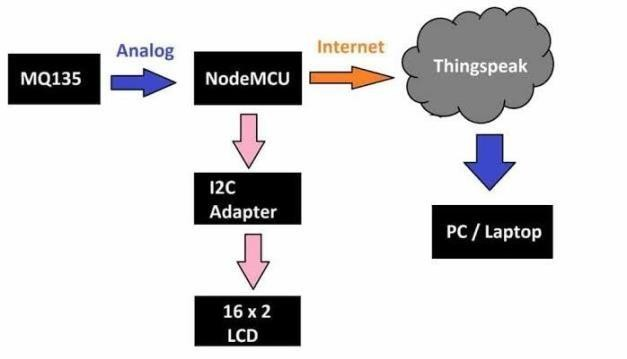 Analog
Internet
MQ135
NodeMCU
Thingspeak
I2C
Adapter
PC / Laptop
16 x 2
LCD